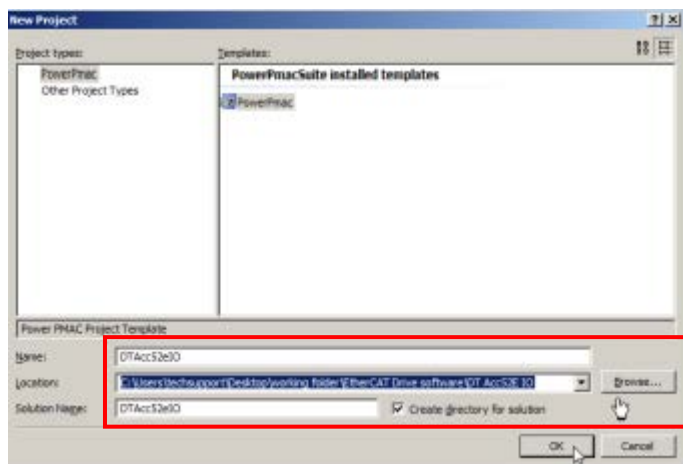 New Project
Project types:
Templates:
PowerPmac
Other Project Types
PowerPmacSuite installed templates
PowerPmac
Power PMAC Project Template
Name:
DTAcc52eIO
Location:
C:\Users\techsupport\Desktop\working folder\EtherCAT Drive software\DT Acc52E IO
Browse...
Solution Name:
DTAcc52eIO
Create directory for solution
OK
Cancel